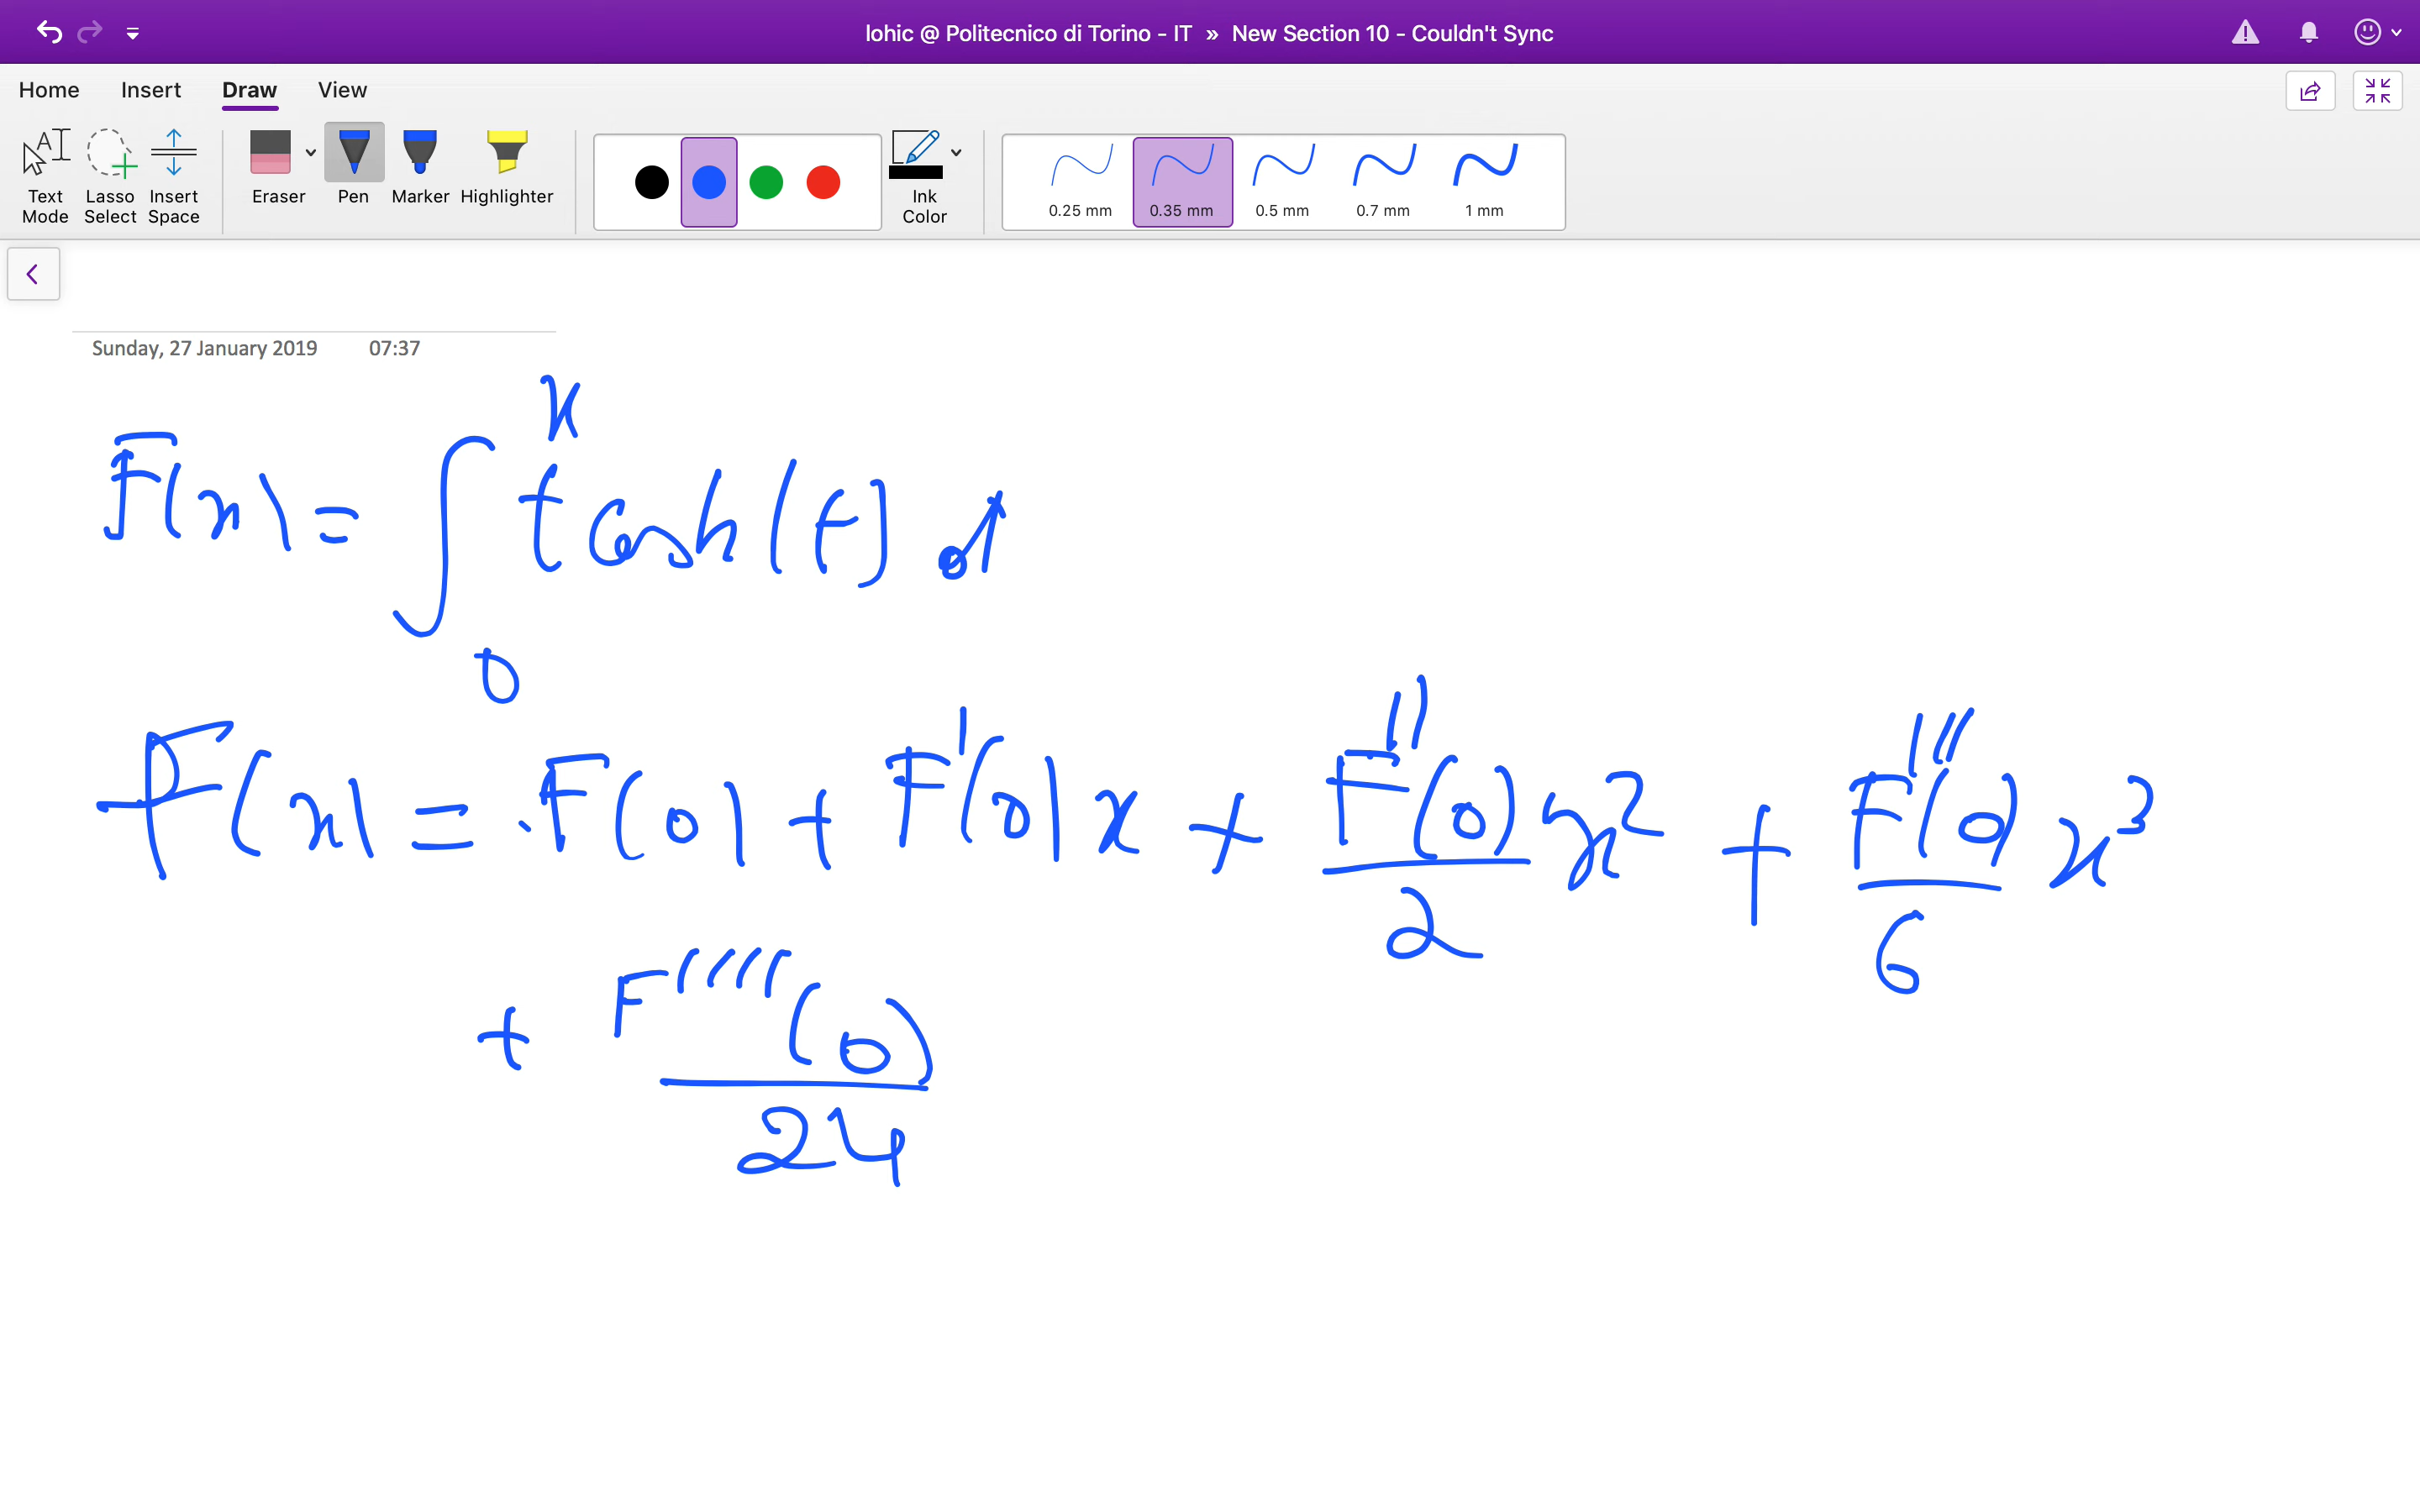 lohic @ Politecnico di Torino - IT » New Section 10 - Couldn't Sync
Home Insert Draw View
Text Mode Lasso Select Insert Space Eraser Pen Marker Highlighter Ink Color 0.25 mm 0.35 mm 0.5 mm 0.7 mm 1 mm
Sunday, 27 January 2019 07:37
F(x) = ∫₀ˣ t cosh(t) d
F(x) = F(0) + F'(0)x + F''(0)/2 x² + F'''(0)/6 x³
+ F''''(0)/24